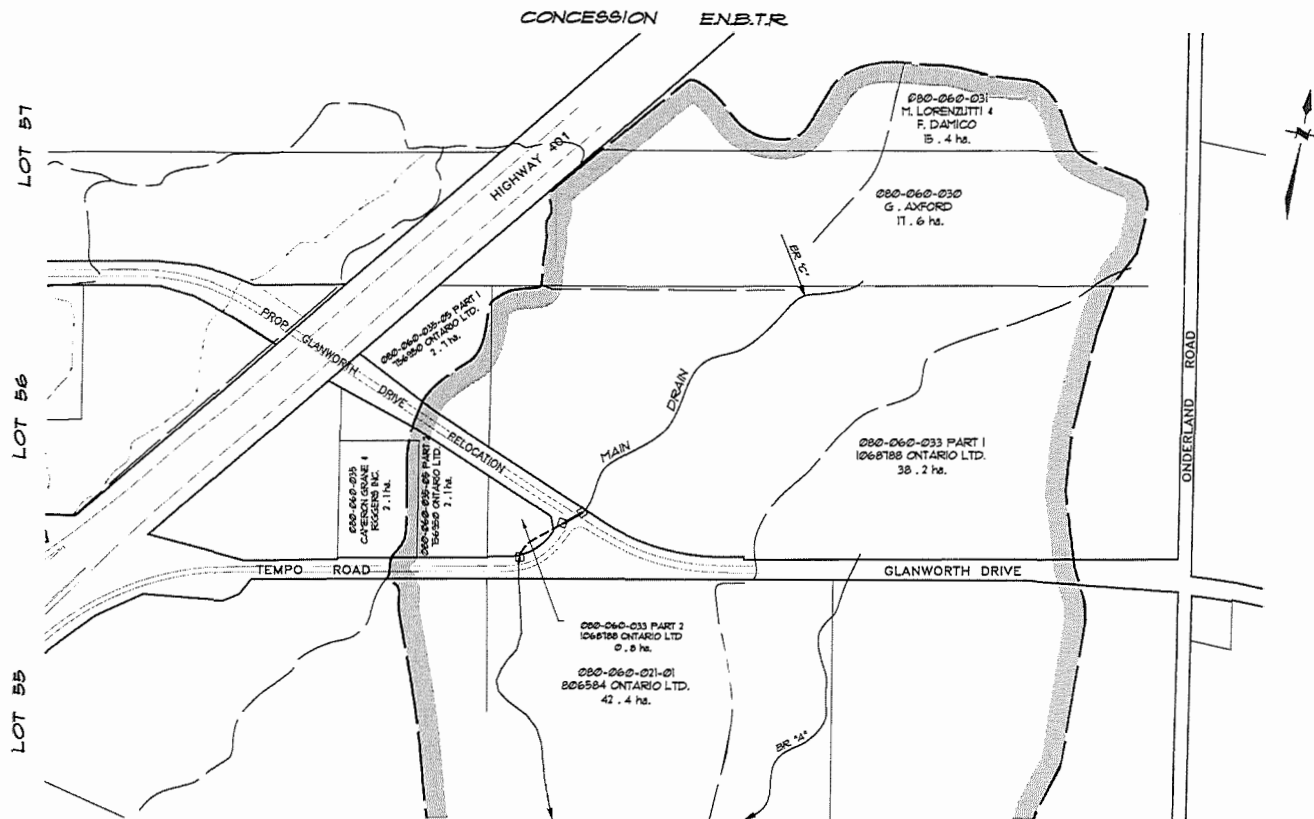 CONCESSION E.N.B.T.R.
LOT 57
080-060-031
M. LORENZUTTI &
F. DAMICO
15.4 ha.
HIGHWAY 401
080-060-030
G. AXFORD
17.6 ha.
BR "C"
PROP. GLANWORTH DRIVE RELOCATION
080-060-035-05 PART 1
756950 ONTARIO LTD.
2.7 ha.
LOT 56
MAIN DRAIN
ONDERLAND ROAD
080-060-033 PART 1
1068788 ONTARIO LTD.
38.2 ha.
080-060-035
CAMERON CRANE &
RIGGERS INC.
2.1 ha.
080-060-035-05 PART 2
756950 ONTARIO LTD.
2.1 ha.
TEMPO ROAD
GLANWORTH DRIVE
080-060-033 PART 2
1068788 ONTARIO LTD
0.8 ha.
080-060-021-01
806584 ONTARIO LTD.
42.4 ha.
LOT 55
BR "A"
N